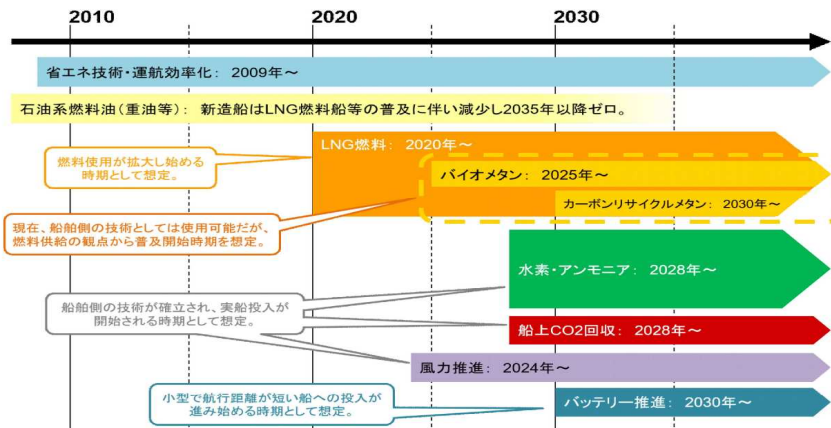 2010
2020
2030
省エネ技術・運航効率化： 2009年～
石油系燃料油（重油等）： 新造船はLNG燃料船等の普及に伴い減少し2035年以降ゼロ。
LNG燃料： 2020年～
燃料使用が拡大し始める
時期として想定。
バイオメタン： 2025年～
カーボンリサイクルメタン： 2030年～
現在、船舶側の技術としては使用可能だが、
燃料供給の観点から普及開始時期を想定。
水素・アンモニア： 2028年～
船舶側の技術が確立され、実船投入が
開始される時期として想定。
船上CO2回収： 2028年～
風力推進： 2024年～
小型で航行距離が短い船への投入が
進み始める時期として想定。
バッテリー推進： 2030年～